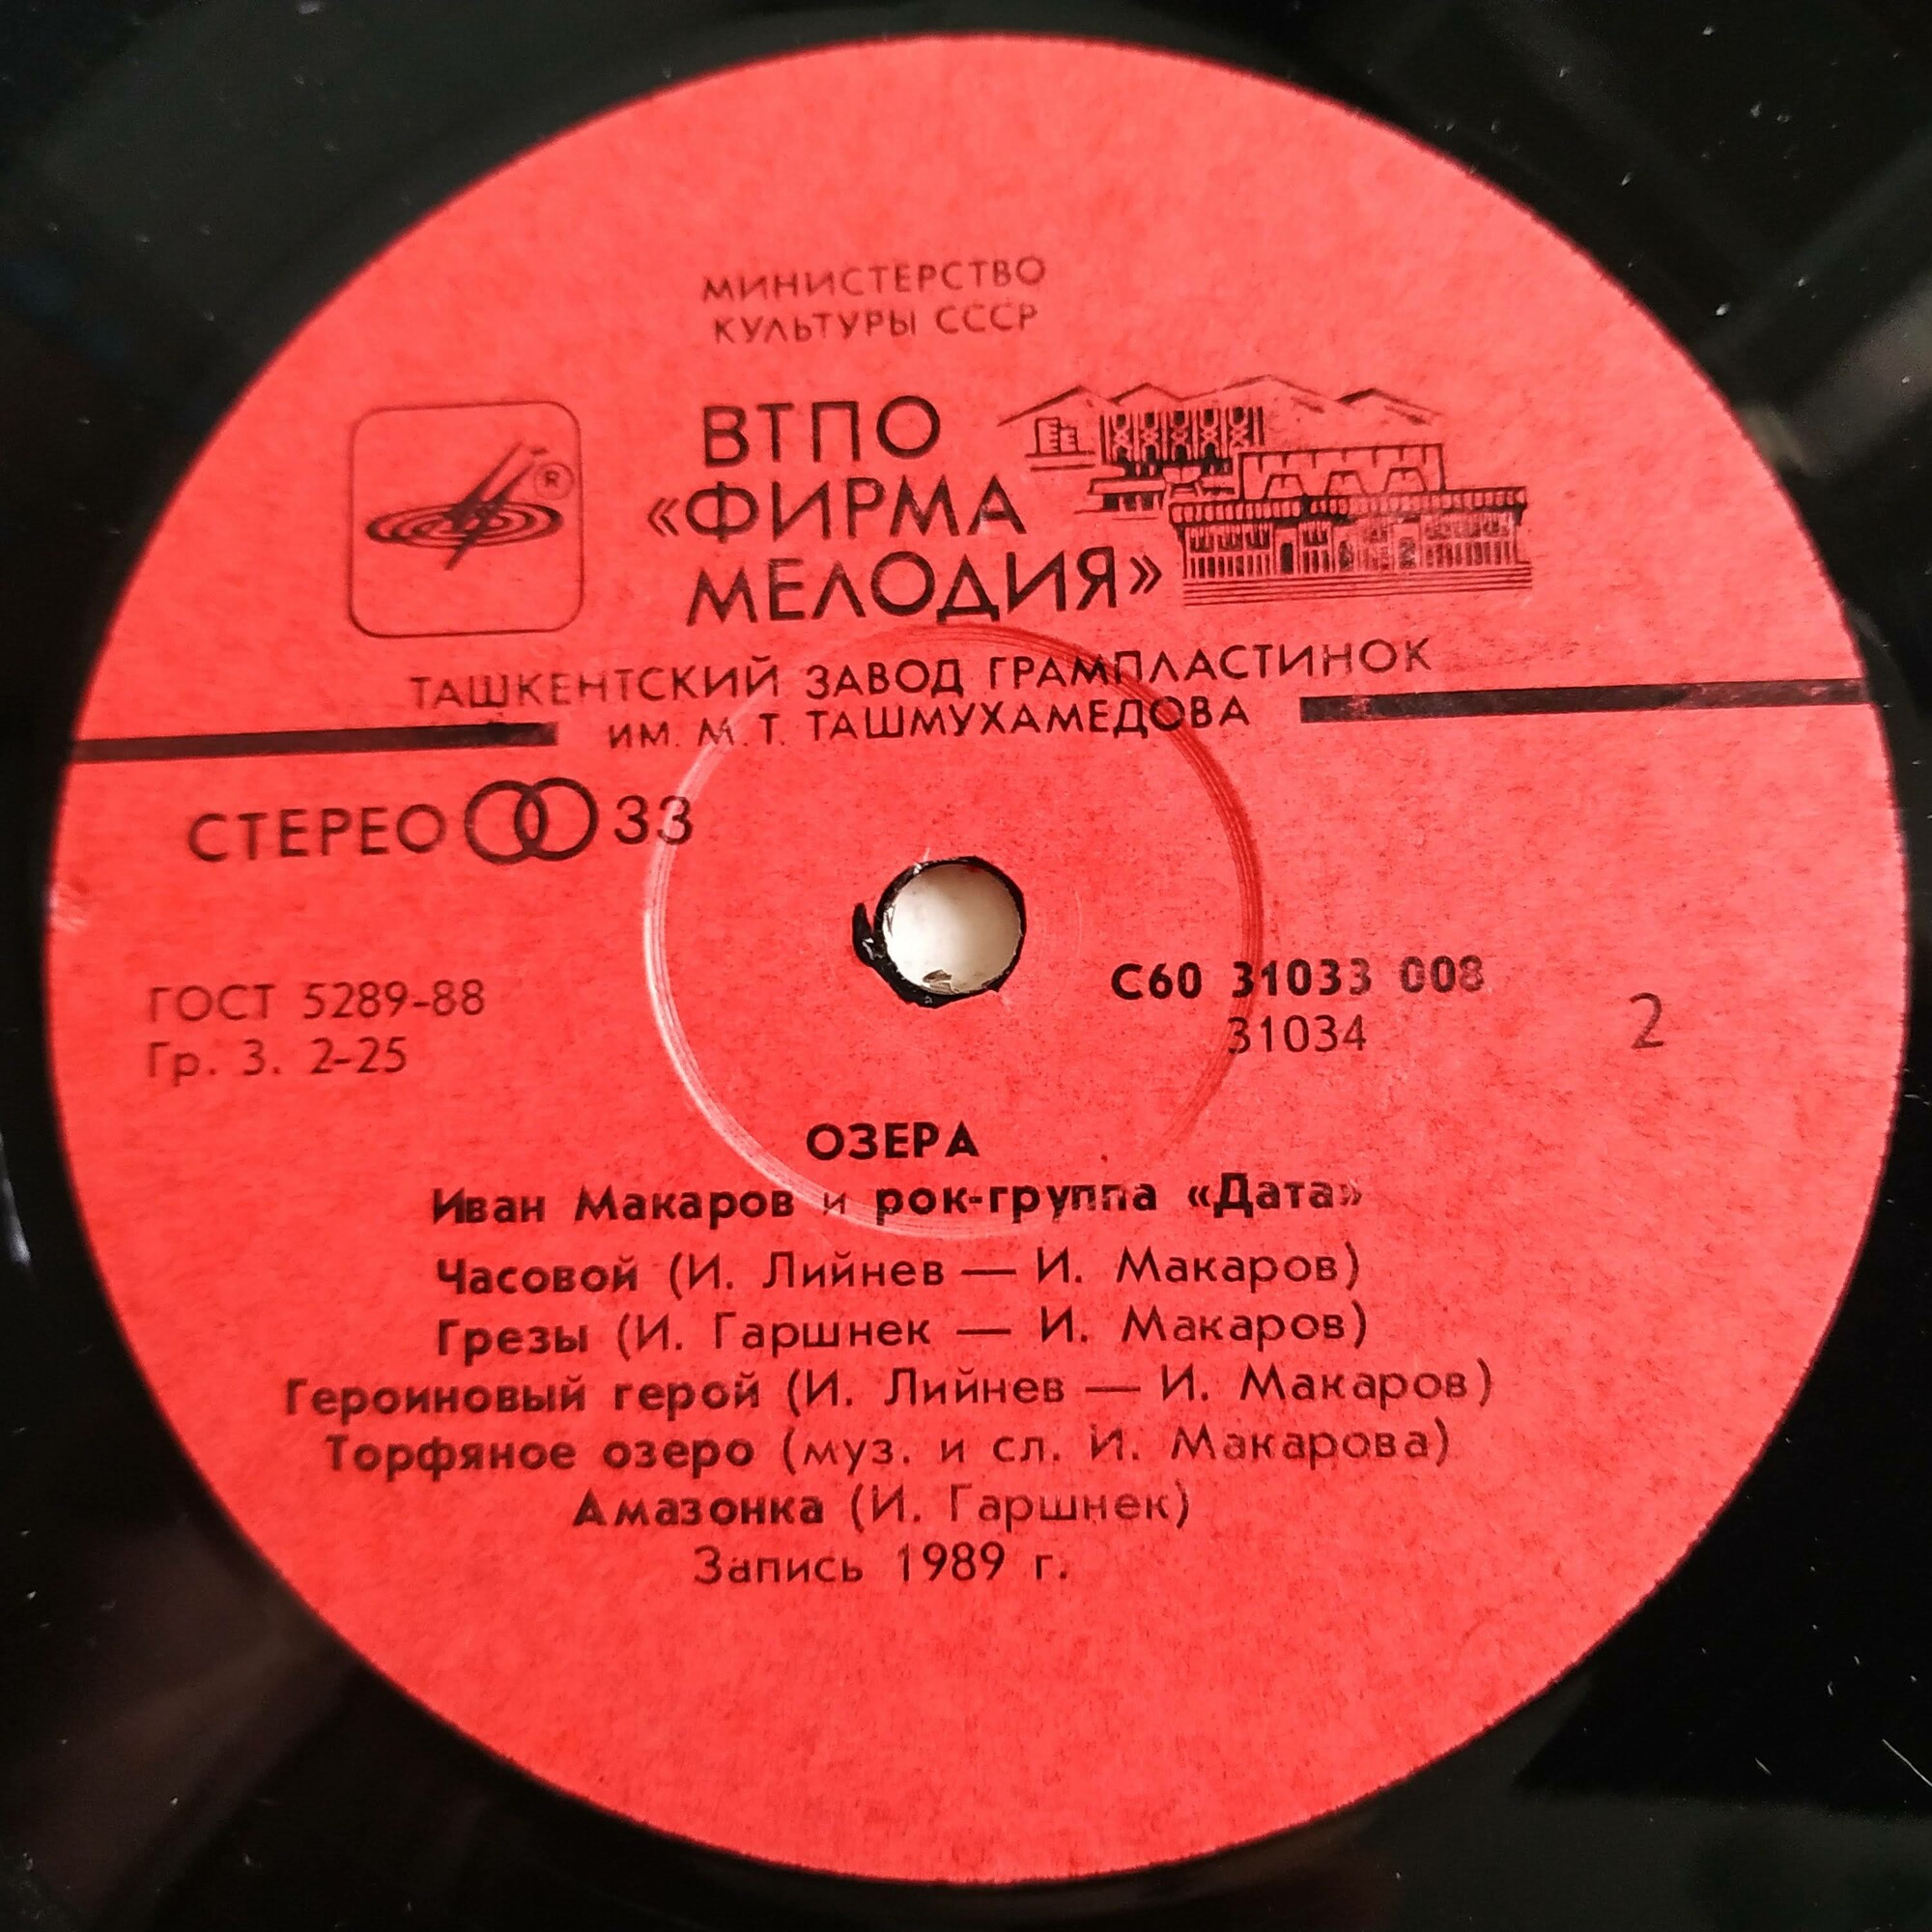 МИНИСТЕРСТВО
КУЛЬТУРЫ СССР
ВТПО
«ФИРМА
МЕЛОДИЯ»
®
ТАШКЕНТСКИЙ ЗАВОД ГРАМПЛАСТИНОК
ИМ. М. Т. ТАШМУХАМЕДОВА
СТЕРЕО 33
ГОСТ 5289-88
Гр. 3. 2-25
С60 31033 008
31034
2
ОЗЕРА
Иван Макаров и рок-группа «Дата»
Часовой (И. Лийнев — И. Макаров)
Грезы (И. Гаршнек — И. Макаров)
Героиновый герой (И. Лийнев — И. Макаров)
Торфяное озеро (муз. и сл. И. Макарова)
Амазонка (И. Гаршнек)
Запись 1989 г.